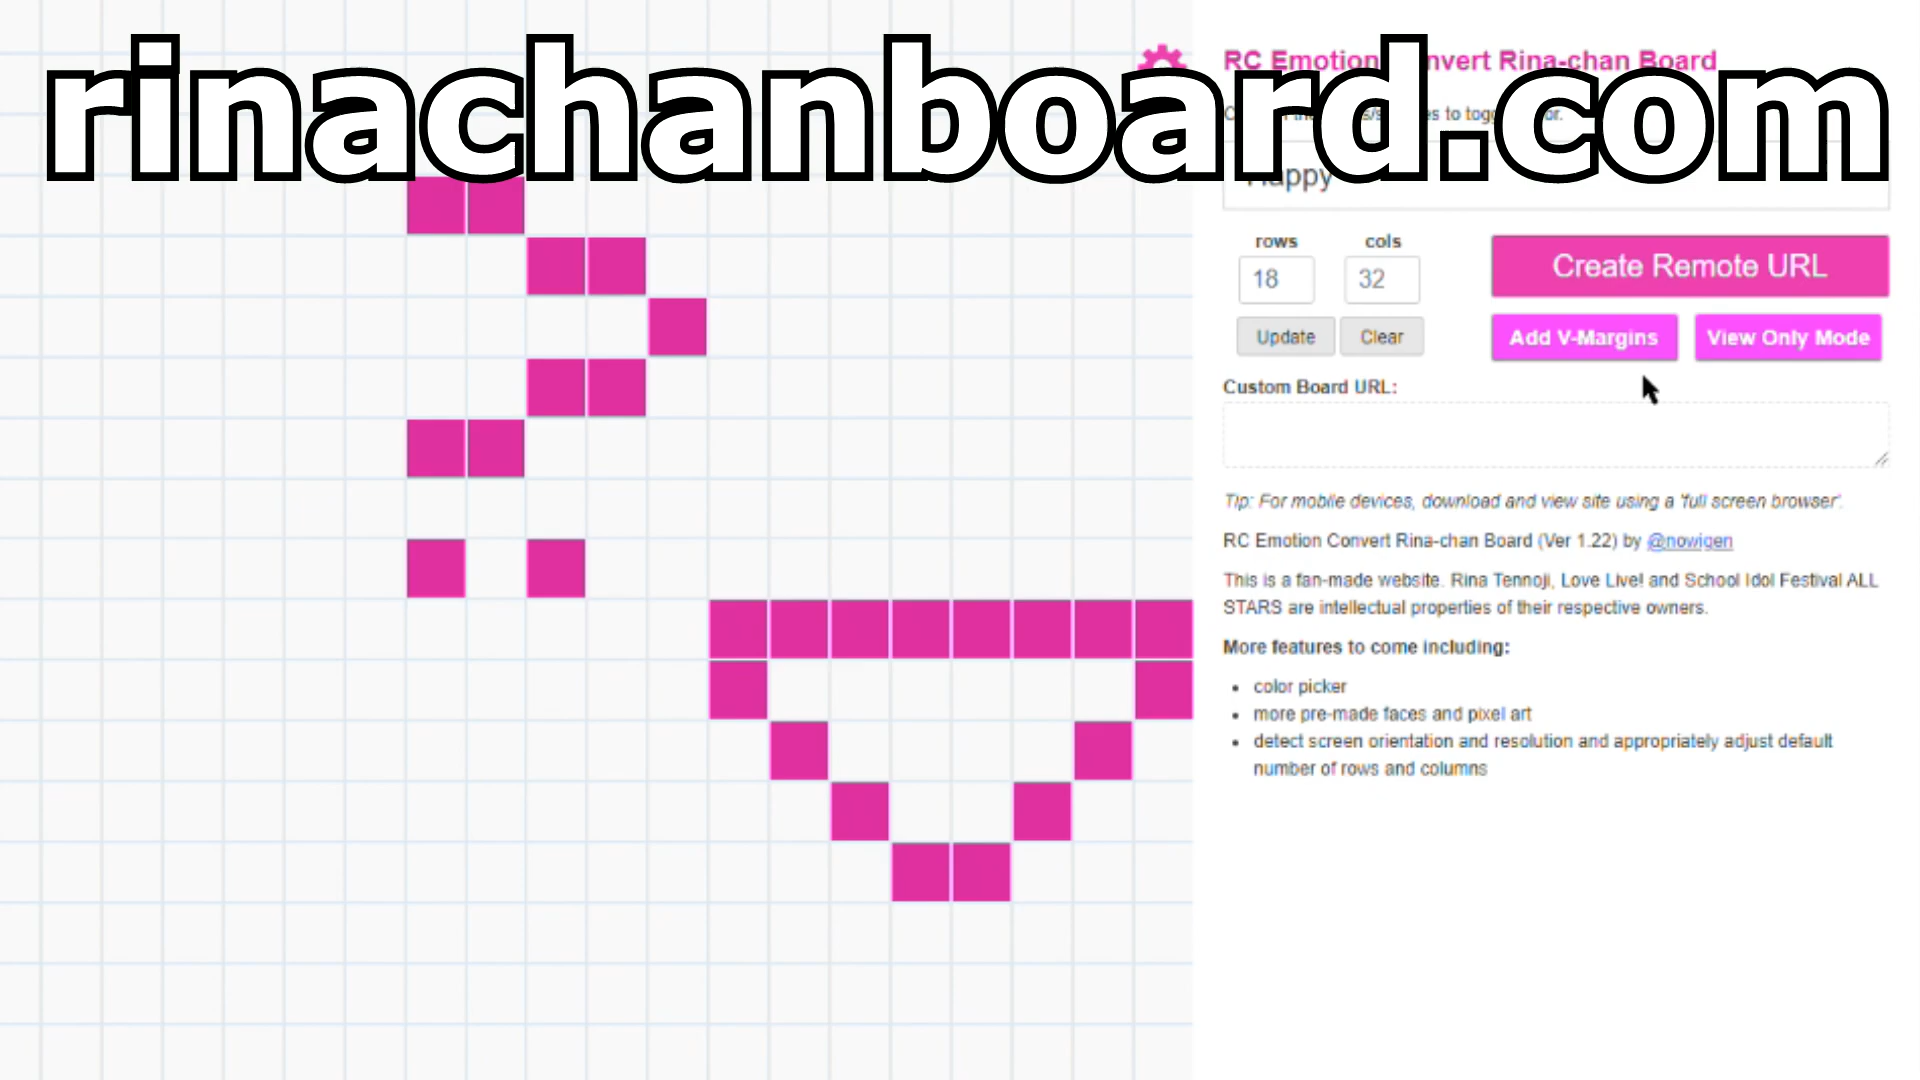 rinachanboard.com
RC Emotion Convert Rina-chan Board
to toggle color.
Happy
rows cols
18 32
Create Remote URL
Update Clear
Add V-Margins View Only Mode
Custom Board URL:
Tip: For mobile devices, download and view site using a 'full screen browser'.
RC Emotion Convert Rina-chan Board (Ver 1.22) by @nowigen
This is a fan-made website. Rina Tennoji, Love Live! and School Idol Festival ALL
STARS are intellectual properties of their respective owners.
More features to come including:
• color picker
• more pre-made faces and pixel art
• detect screen orientation and resolution and appropriately adjust default
number of rows and columns